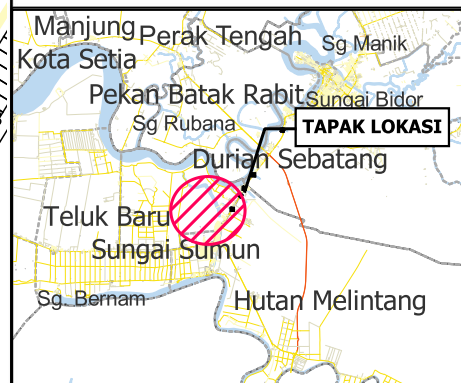 Manjung
Perak Tengah
Sg Manik
Kota Setia
Pekan Batak Rabit
Sungai Bidor
Sg Rubana
TAPAK LOKASI
Durian Sebatang
Teluk Baru
Sungai Sumun
Sg. Bernam
Hutan Melintang